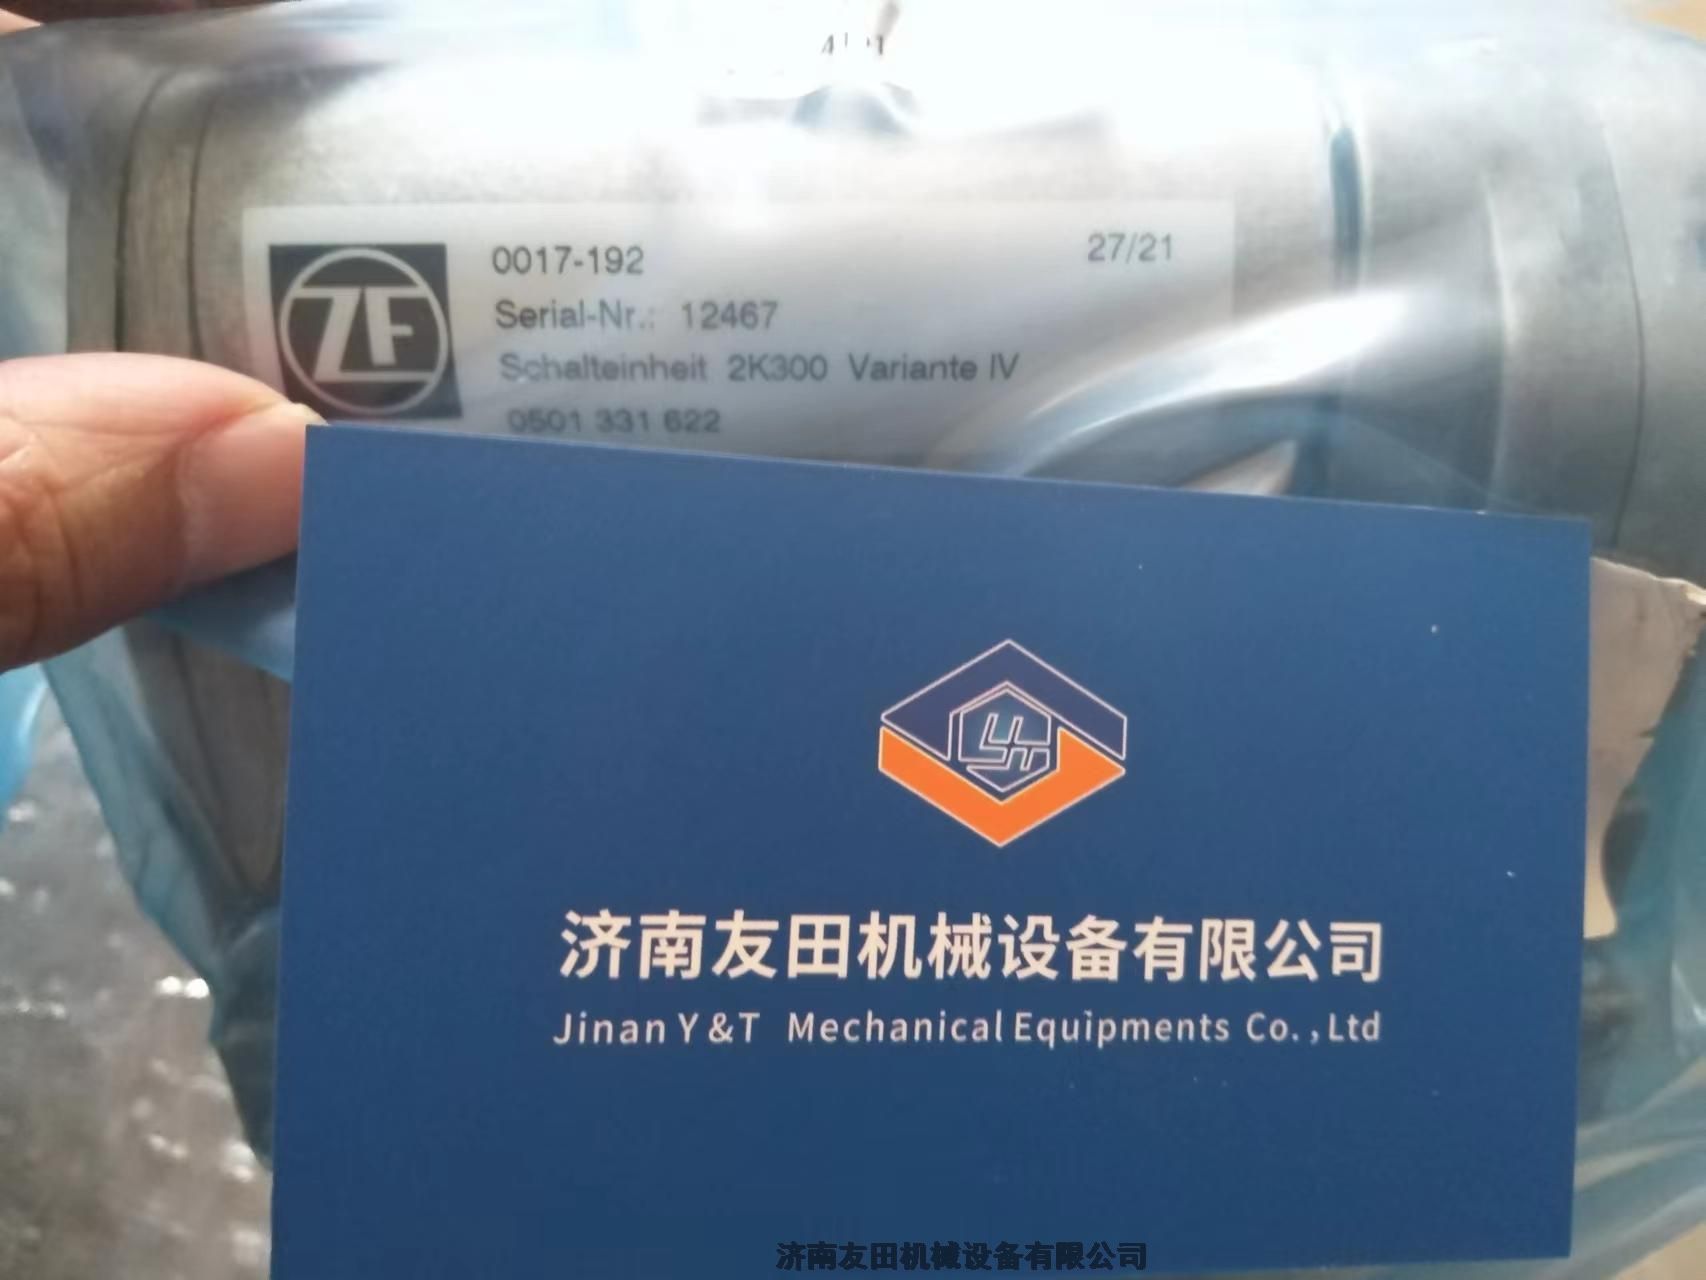 ZF
0017-192
27/21
Serial-Nr.: 12467
Schalteinheit 2K300 Variante IV
0501 331 622
济南友田机械设备有限公司
Jinan Y&T Mechanical Equipments Co.,Ltd
济南友田机械设备有限公司